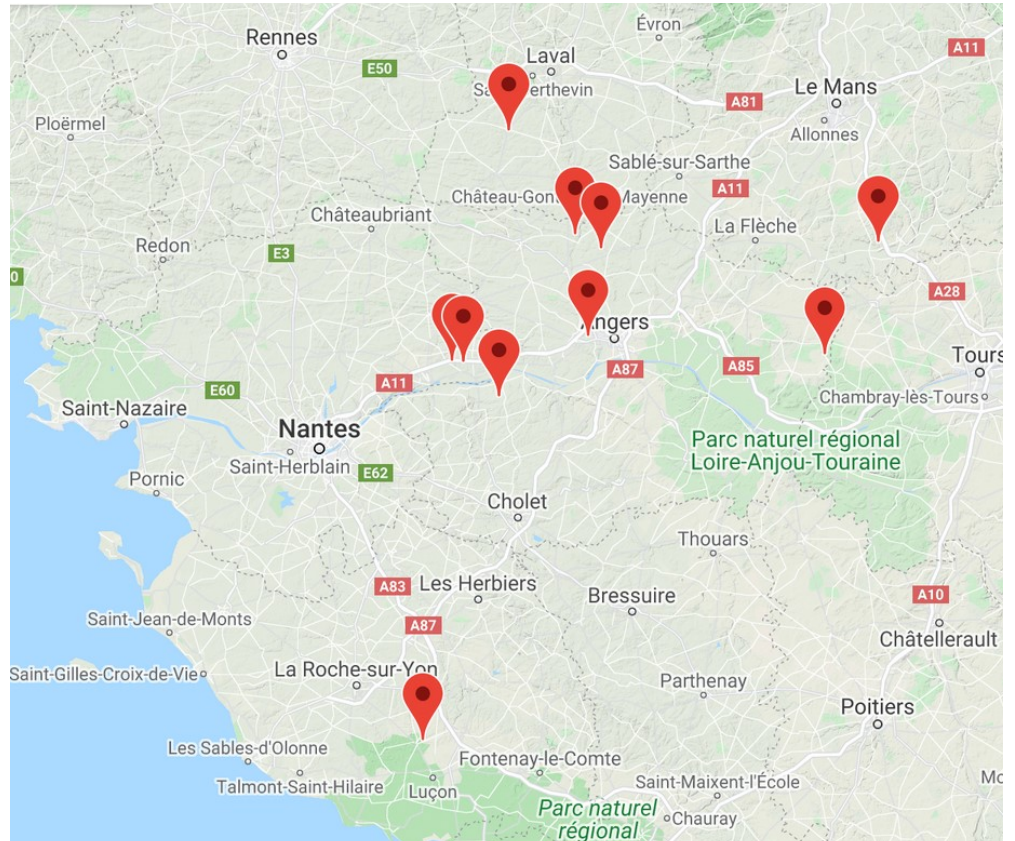 Évron
Rennes
A11
Laval
E50
Le Mans
A81
Ploërmel
Allonnes
Sablé-sur-Sarthe
A11
Châteaubriant
La Flèche
Redon
E3
0
A28
Angers
Tours
A87
A85
A11
E60
Chambray-lès-Tours
Saint-Nazaire
Nantes
Parc naturel régional
Loire-Anjou-Touraine
Saint-Herblain
E62
Pornic
Cholet
Thouars
A83
Les Herbiers
A10
Bressuire
Saint-Jean-de-Monts
A87
Châtellerault
Saint-Gilles-Croix-de-Vie
La Roche-sur-Yon
Parthenay
Poitiers
Les Sables-d'Olonne
Fontenay-le-Comte
Talmont-Saint-Hilaire
Luçon
Saint-Maixent-l'École
Parc naturel
régional
Chauray